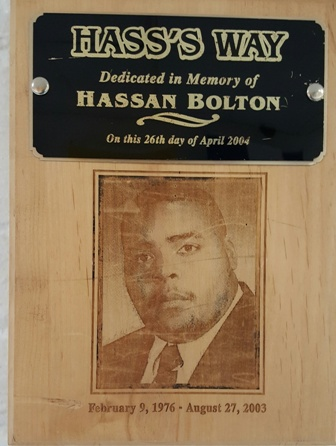 HASS'S WAY
Dedicated in Memory of
HASSAN BOLTON
On this 26th day of April 2004
February 9, 1976 - August 27, 2003